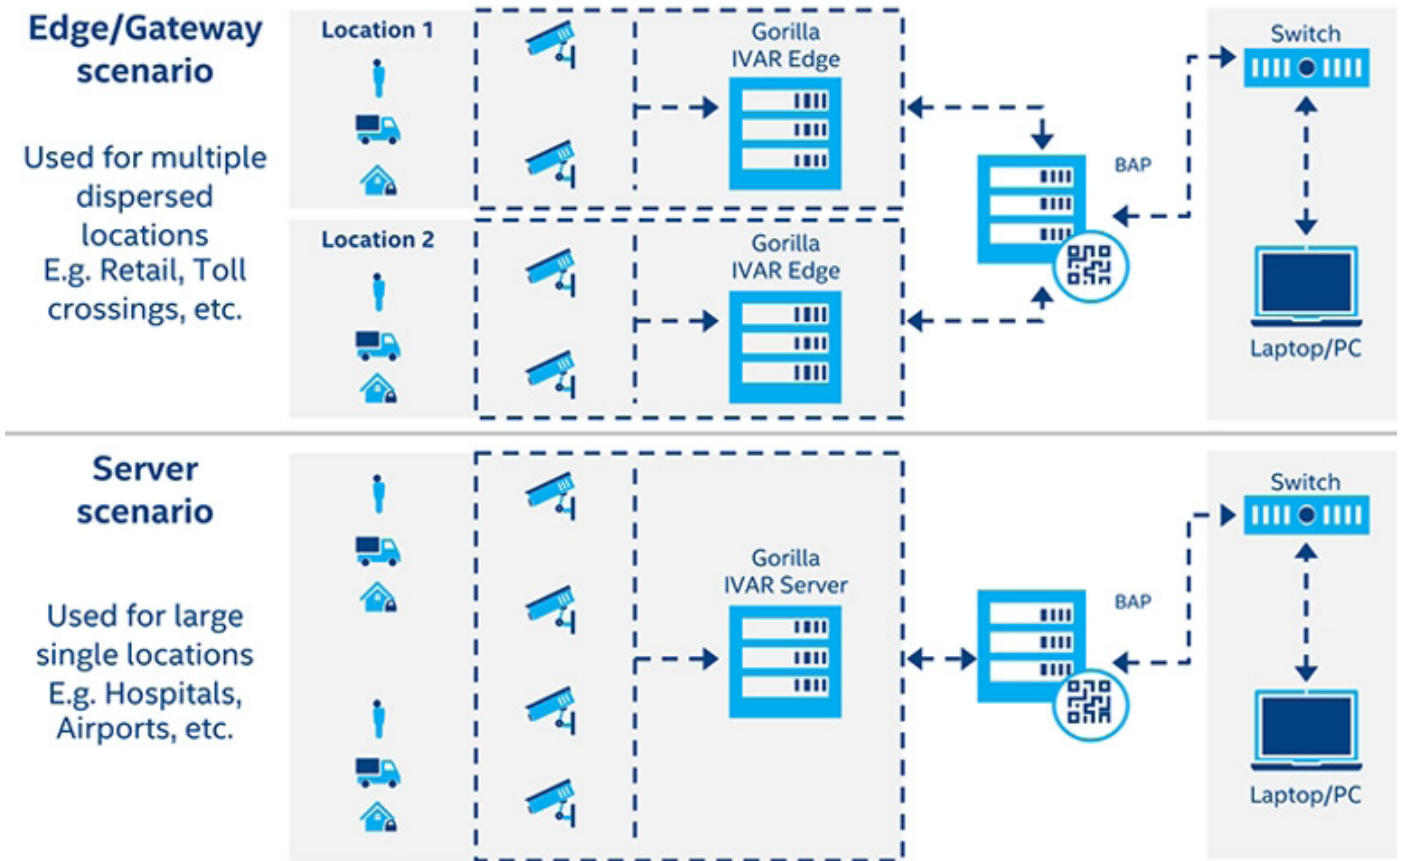 Edge/Gateway
scenario
Used for multiple
dispersed
locations
E.g. Retail, Toll
crossings, etc.
Location 1
Gorilla
IVAR Edge
Location 2
Gorilla
IVAR Edge
BAP
Switch
Laptop/PC
Server
scenario
Used for large
single locations
E.g. Hospitals,
Airports, etc.
Gorilla
IVAR Server
BAP
Switch
Laptop/PC